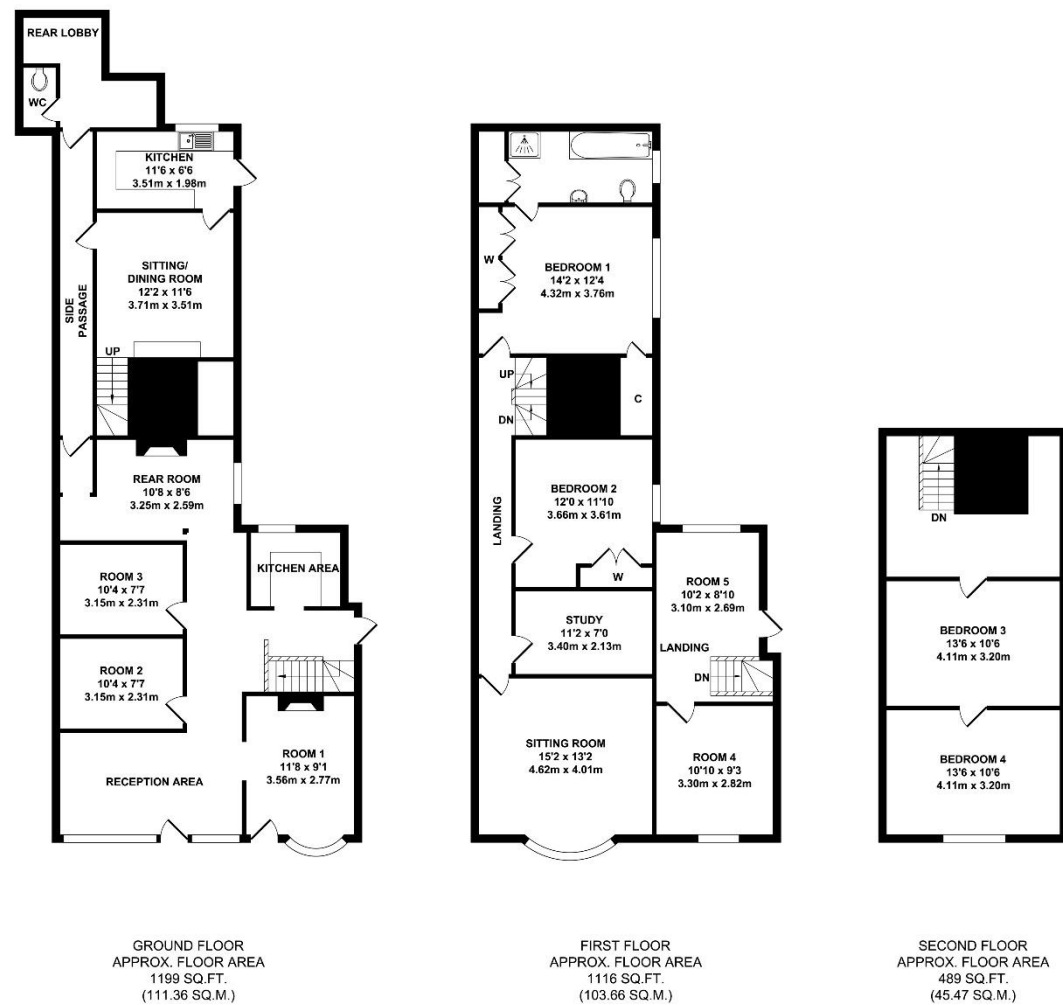 REAR LOBBY
WC
KITCHEN
11'6 x 6'6
3.51m x 1.98m
SITTING/
DINING ROOM
12'2 x 11'6
3.71m x 3.51m
SIDE
PASSAGE
UP
REAR ROOM
10'8 x 8'6
3.25m x 2.59m
KITCHEN AREA
ROOM 3
10'4 x 7'7
3.15m x 2.31m
ROOM 2
10'4 x 7'7
3.15m x 2.31m
ROOM 1
11'8 x 9'1
3.56m x 2.77m
RECEPTION AREA
GROUND FLOOR
APPROX. FLOOR AREA
1199 SQ.FT.
(111.36 SQ.M.)
W
BEDROOM 1
14'2 x 12'4
4.32m x 3.76m
UP
DN
C
BEDROOM 2
12'0 x 11'10
3.66m x 3.61m
LANDING
W
ROOM 5
10'2 x 8'10
3.10m x 2.69m
STUDY
11'2 x 7'0
3.40m x 2.13m
LANDING
DN
SITTING ROOM
15'2 x 13'2
4.62m x 4.01m
ROOM 4
10'10 x 9'3
3.30m x 2.82m
FIRST FLOOR
APPROX. FLOOR AREA
1116 SQ.FT.
(103.66 SQ.M.)
DN
BEDROOM 3
13'6 x 10'6
4.11m x 3.20m
BEDROOM 4
13'6 x 10'6
4.11m x 3.20m
SECOND FLOOR
APPROX. FLOOR AREA
489 SQ.FT.
(45.47 SQ.M.)